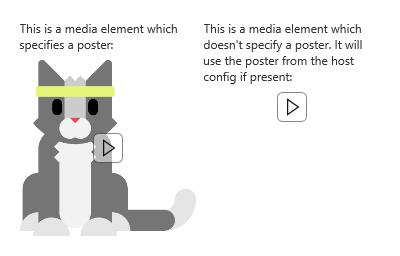 This is a media element which
specifies a poster:
This is a media element which
doesn't specify a poster. It will
use the poster from the host
config if present: